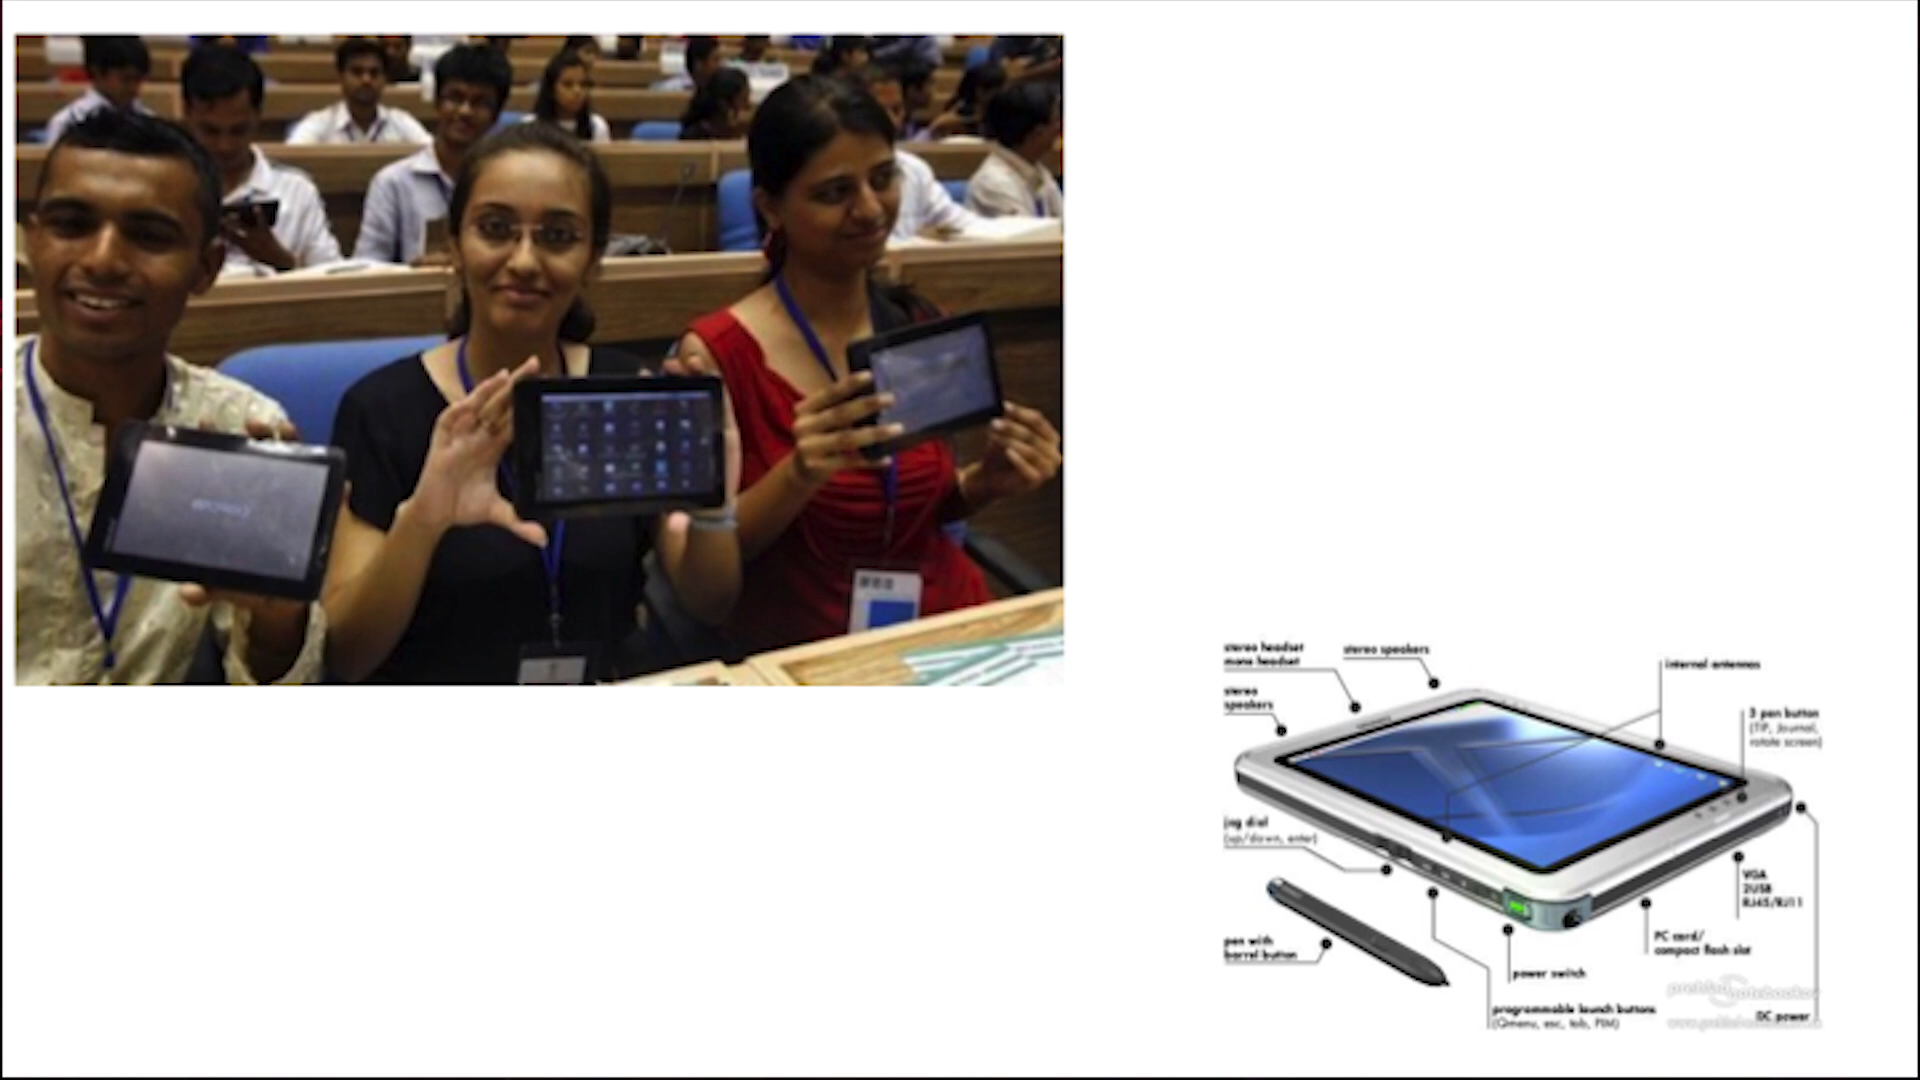 stereo headset
mono headset
stereo speakers
stereo
speakers
internal antennas
3 pen button
(TIP, Journal,
rotate screen)
jog dial
(up/down, enter)
VGA
2USB
RJ45/RJ11
pen with
barrel button
PC card/
compact flash slot
power switch
programmable launch buttons
(Qmenu, esc, tab, PIM)
DC power